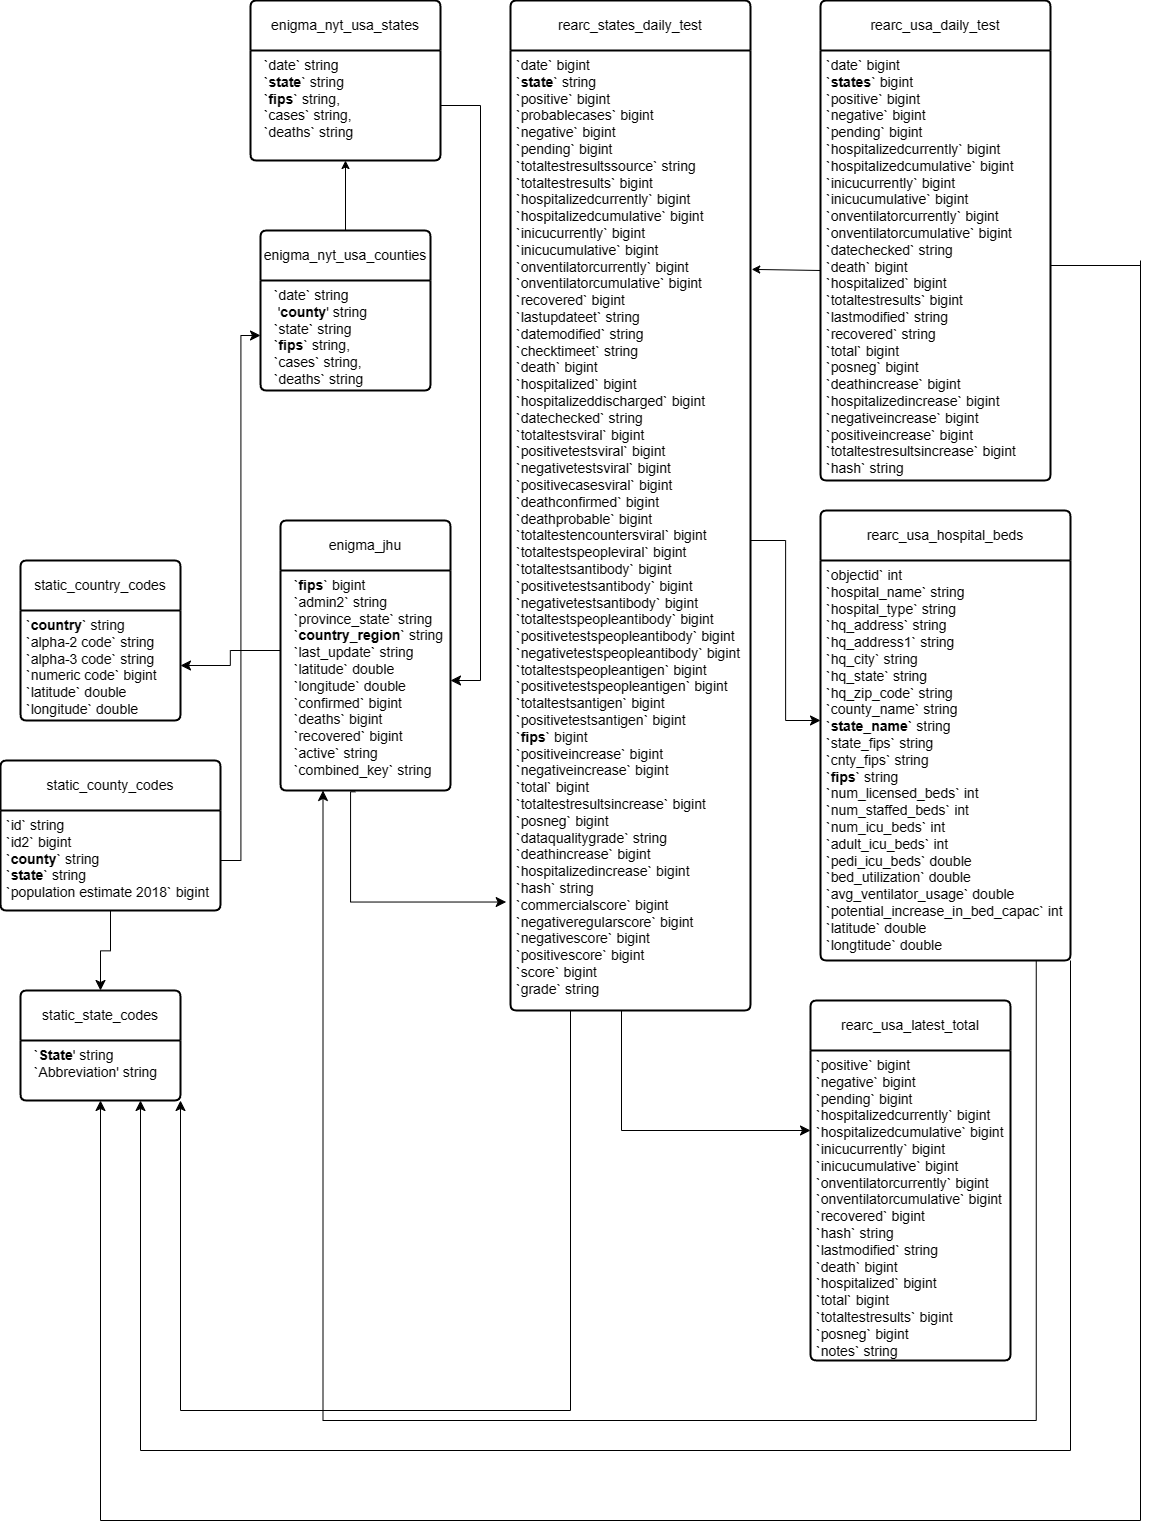 enigma_nyt_usa_states
`date` string
`state` string
`fips` string,
`cases` string,
`deaths` string
enigma_nyt_usa_counties
`date` string
'county' string
`state` string
`fips` string,
`cases` string,
`deaths` string
rearc_states_daily_test
`date` bigint
`state` string
`positive` bigint
`probablecases` bigint
`negative` bigint
`pending` bigint
`totaltestresultssource` string
`totaltestresults` bigint
`hospitalizedcurrently` bigint
`hospitalizedcumulative` bigint
`inicucurrently` bigint
`inicucumulative` bigint
`onventilatorcurrently` bigint
`onventilatorcumulative` bigint
`recovered` bigint
`lastupdateet` string
`datemodified` string
`checktimeet` string
`death` bigint
`hospitalized` bigint
`hospitalizeddischarged` bigint
`datechecked` string
`totaltestsviral` bigint
`positivetestsviral` bigint
`negativetestsviral` bigint
`positivecasesviral` bigint
`deathconfirmed` bigint
`deathprobable` bigint
`totaltestencountersviral` bigint
`totaltestspeopleviral` bigint
`totaltestsantibody` bigint
`positivetestsantibody` bigint
`negativetestsantibody` bigint
`totaltestspeopleantibody` bigint
`positivetestspeopleantibody` bigint
`negativetestspeopleantibody` bigint
`totaltestspeopleantigen` bigint
`positivetestspeopleantigen` bigint
`totaltestsantigen` bigint
`positivetestsantigen` bigint
`fips` bigint
`positiveincrease` bigint
`negativeincrease` bigint
`total` bigint
`totaltestresultsincrease` bigint
`posneg` bigint
`dataqualitygrade` string
`deathincrease` bigint
`hospitalizedincrease` bigint
`hash` string
`commercialscore` bigint
`negativeregularscore` bigint
`negativescore` bigint
`positivescore` bigint
`score` bigint
`grade` string
rearc_usa_daily_test
`date` bigint
`states` bigint
`positive` bigint
`negative` bigint
`pending` bigint
`hospitalizedcurrently` bigint
`hospitalizedcumulative` bigint
`inicucurrently` bigint
`inicucumulative` bigint
`onventilatorcurrently` bigint
`onventilatorcumulative` bigint
`datechecked` string
`death` bigint
`hospitalized` bigint
`totaltestresults` bigint
`lastmodified` string
`recovered` string
`total` bigint
`posneg` bigint
`deathincrease` bigint
`hospitalizedincrease` bigint
`negativeincrease` bigint
`positiveincrease` bigint
`totaltestresultsincrease` bigint
`hash` string
static_country_codes
`country` string
`alpha-2 code` string
`alpha-3 code` string
`numeric code` bigint
`latitude` double
`longitude` double
enigma_jhu
`fips` bigint
`admin2` string
`province_state` string
`country_region` string
`last_update` string
`latitude` double
`longitude` double
`confirmed` bigint
`deaths` bigint
`recovered` bigint
`active` string
`combined_key` string
rearc_usa_hospital_beds
`objectid` int
`hospital_name` string
`hospital_type` string
`hq_address` string
`hq_address1` string
`hq_city` string
`hq_state` string
`hq_zip_code` string
`county_name` string
`state_name` string
`state_fips` string
`cnty_fips` string
`fips` string
`num_licensed_beds` int
`num_staffed_beds` int
`num_icu_beds` int
`adult_icu_beds` int
`pedi_icu_beds` double
`bed_utilization` double
`avg_ventilator_usage` double
`potential_increase_in_bed_capac` int
`latitude` double
`longtitude` double
static_county_codes
`id` string
`id2` bigint
`county` string
`state` string
`population estimate 2018` bigint
static_state_codes
`State' string
`Abbreviation' string
rearc_usa_latest_total
`positive` bigint
`negative` bigint
`pending` bigint
`hospitalizedcurrently` bigint
`hospitalizedcumulative` bigint
`inicucurrently` bigint
`inicucumulative` bigint
`onventilatorcurrently` bigint
`onventilatorcumulative` bigint
`recovered` bigint
`hash` string
`lastmodified` string
`death` bigint
`hospitalized` bigint
`total` bigint
`totaltestresults` bigint
`posneg` bigint
`notes` string